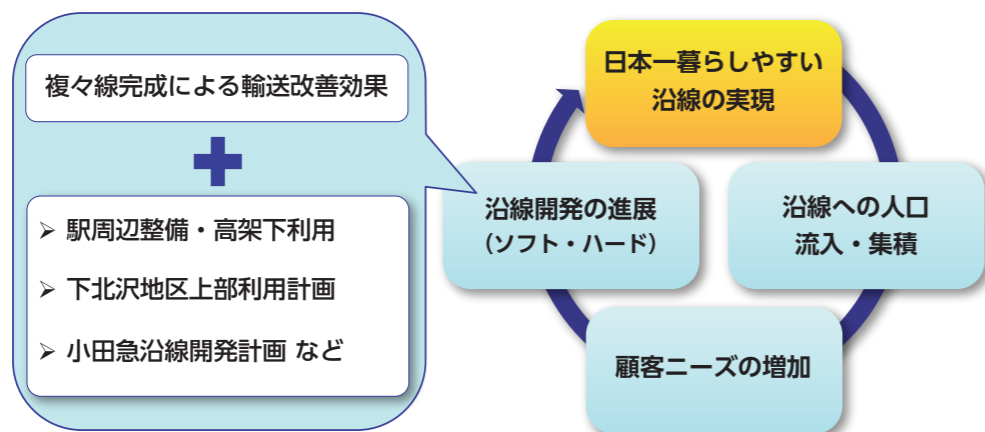 複々線完成による輸送改善効果
➢ 駅周辺整備・高架下利用
➢ 下北沢地区上部利用計画
➢ 小田急沿線開発計画 など
日本一暮らしやすい
沿線の実現
沿線への人口
流入・集積
顧客ニーズの増加
沿線開発の進展
(ソフト・ハード)